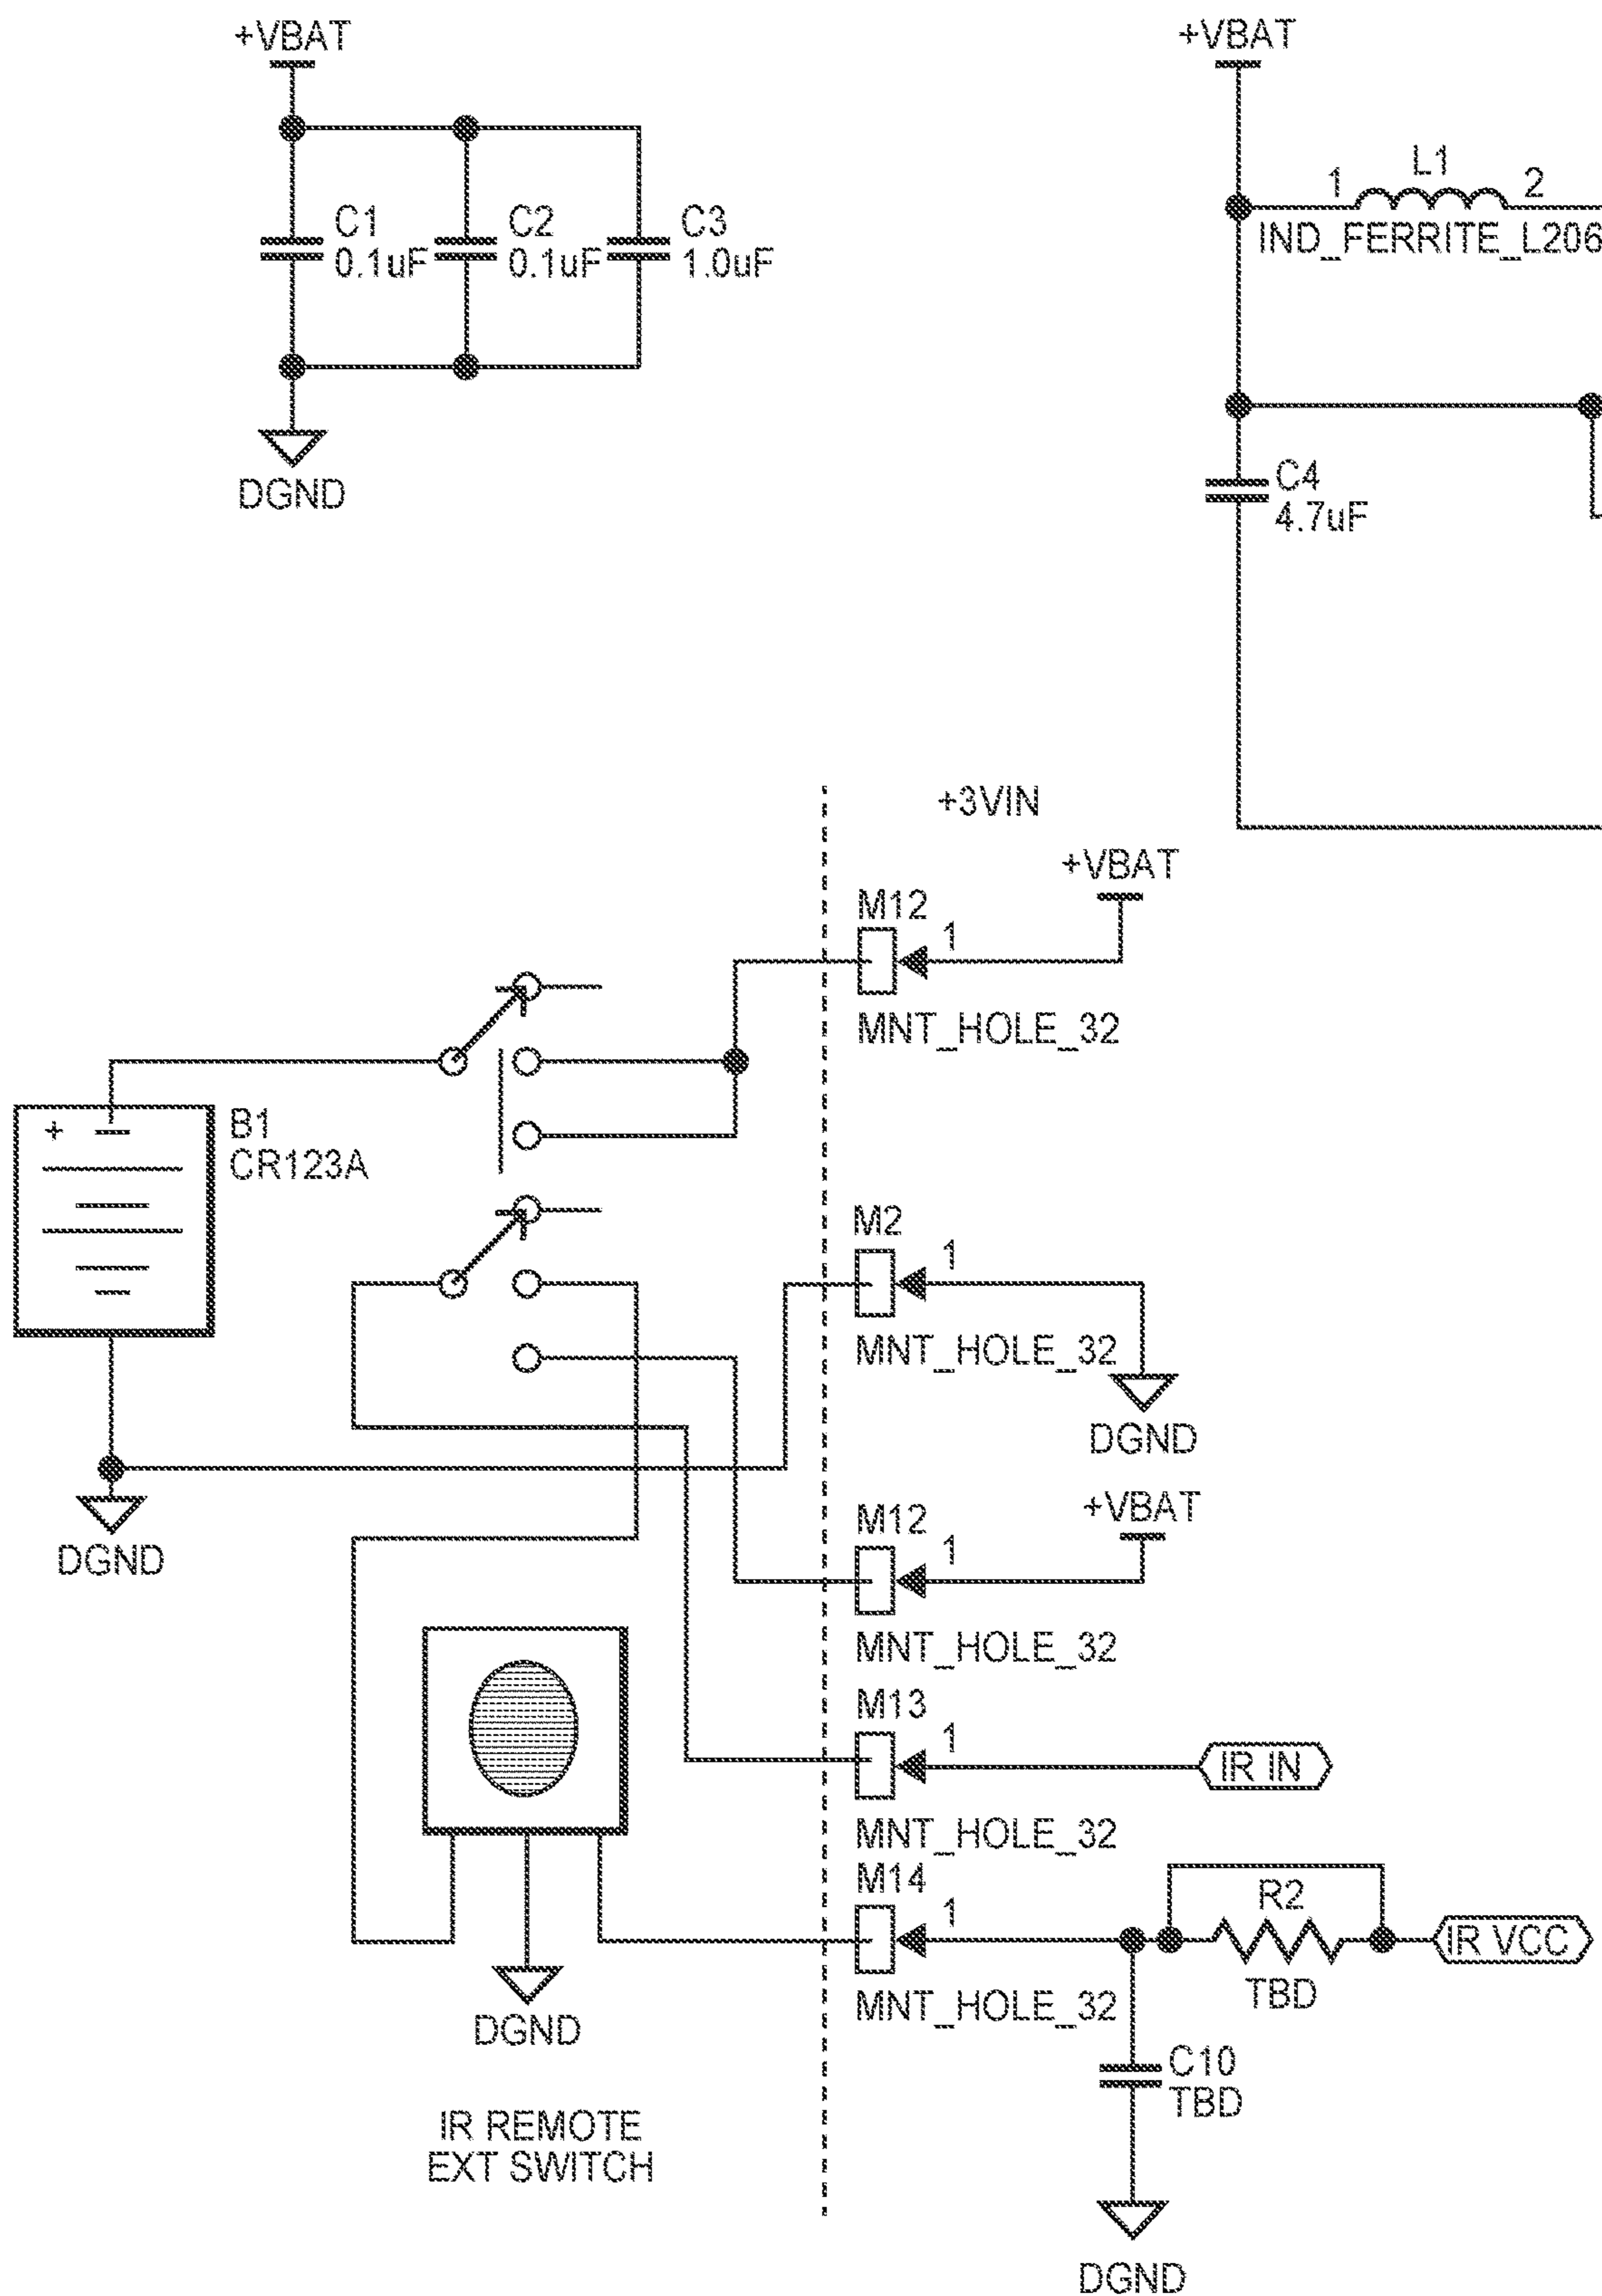 +VBAT
C1
0.1uF
C2
0.1uF
C3
1.0uF
DGND
+VBAT
1
L1
2
IND_FERRITE_L206
C4
4.7uF
+3VIN
+VBAT
M12
1
MNT_HOLE_32
+
B1
CR123A
M2
1
MNT_HOLE_32
DGND
DGND
+VBAT
M12
1
MNT_HOLE_32
M13
1
IR IN
MNT_HOLE_32
M14
1
R2
IR VCC
TBD
MNT_HOLE_32
DGND
C10
TBD
IR REMOTE
EXT SWITCH
DGND